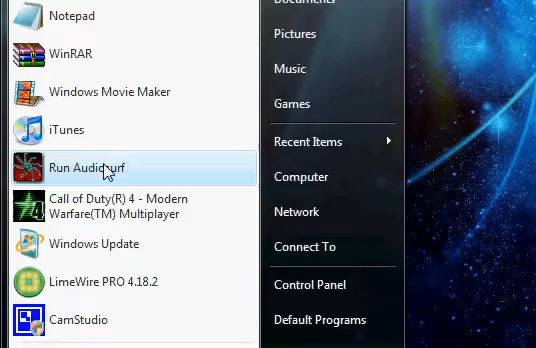 Notepad
WinRAR
Windows Movie Maker
iTunes
Run Audiosurf
Call of Duty(R) 4 - Modern
Warfare(TM) Multiplayer
Windows Update
LimeWire PRO 4.18.2
CamStudio
Documents
Pictures
Music
Games
Recent Items
Computer
Network
Connect To
Control Panel
Default Programs